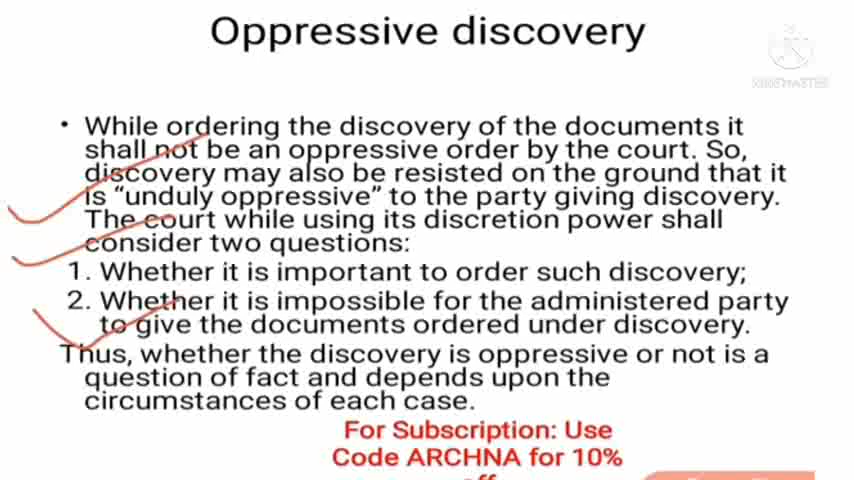 Oppressive discovery
KINEMASTER
• While ordering the discovery of the documents it
shall not be an oppressive order by the court. So,
discovery may also be resisted on the ground that it
is “unduly oppressive” to the party giving discovery.
The court while using its discretion power shall
consider two questions:
1. Whether it is important to order such discovery;
2. Whether it is impossible for the administered party
to give the documents ordered under discovery.
Thus, whether the discovery is oppressive or not is a
question of fact and depends upon the
circumstances of each case.
For Subscription: Use
Code ARCHNA for 10%
off